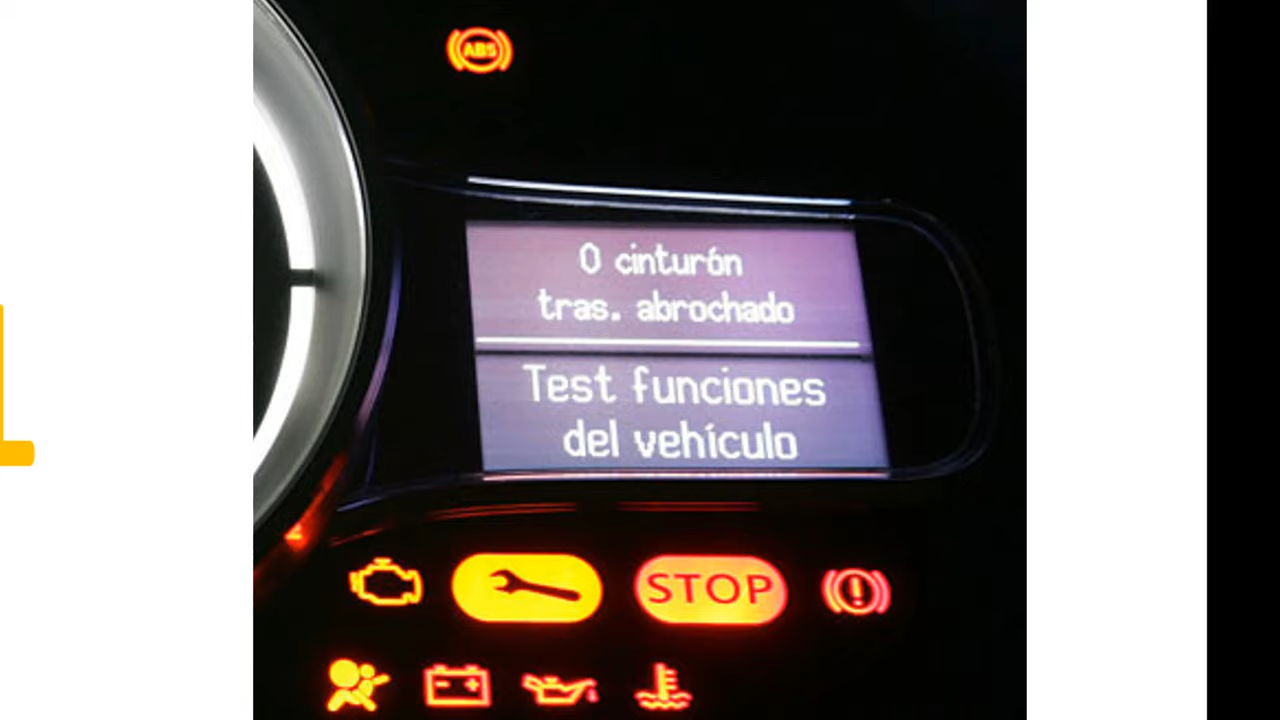 ABS
0 cinturón
tras. abrochado
Test funciones
del vehículo
STOP